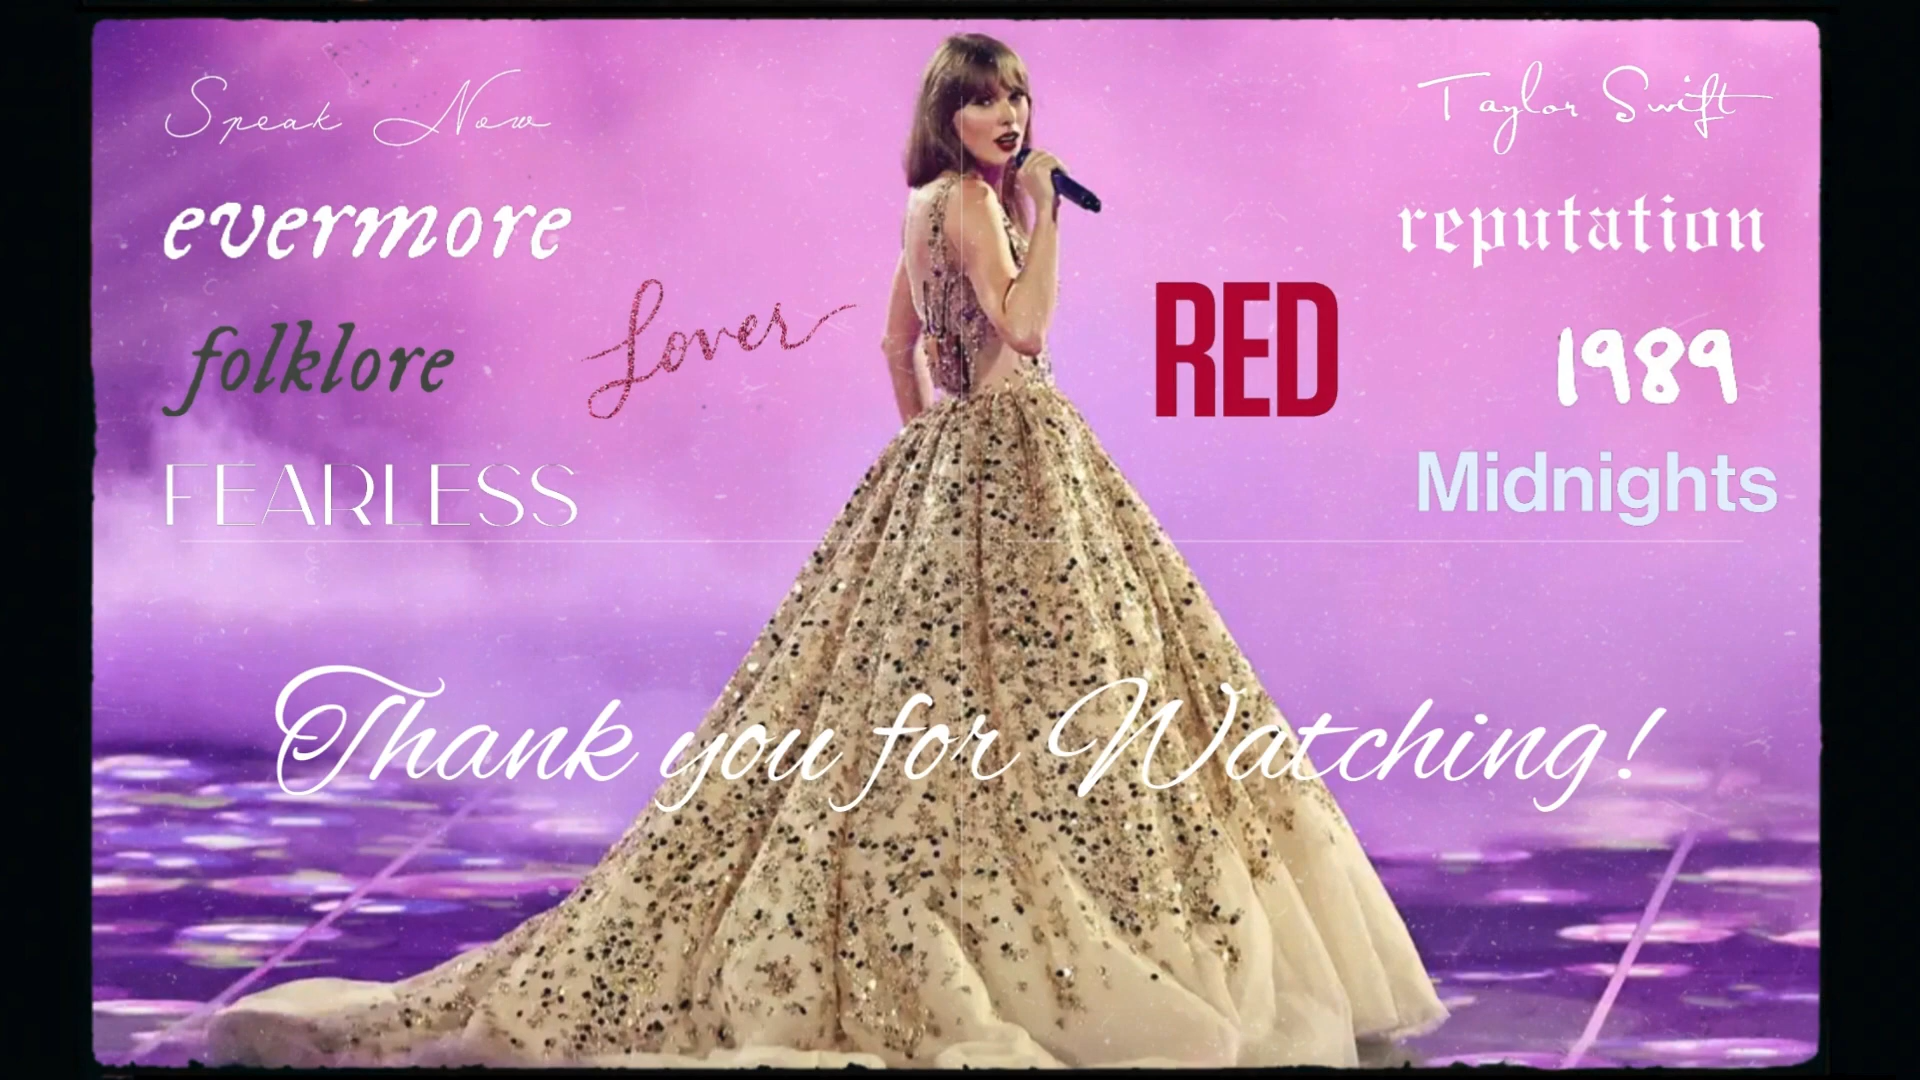 Speak Now
evermore
folklore
Lover
FEARLESS
Taylor Swift
reputation
RED
1989
Midnights
Thank you for Watching!